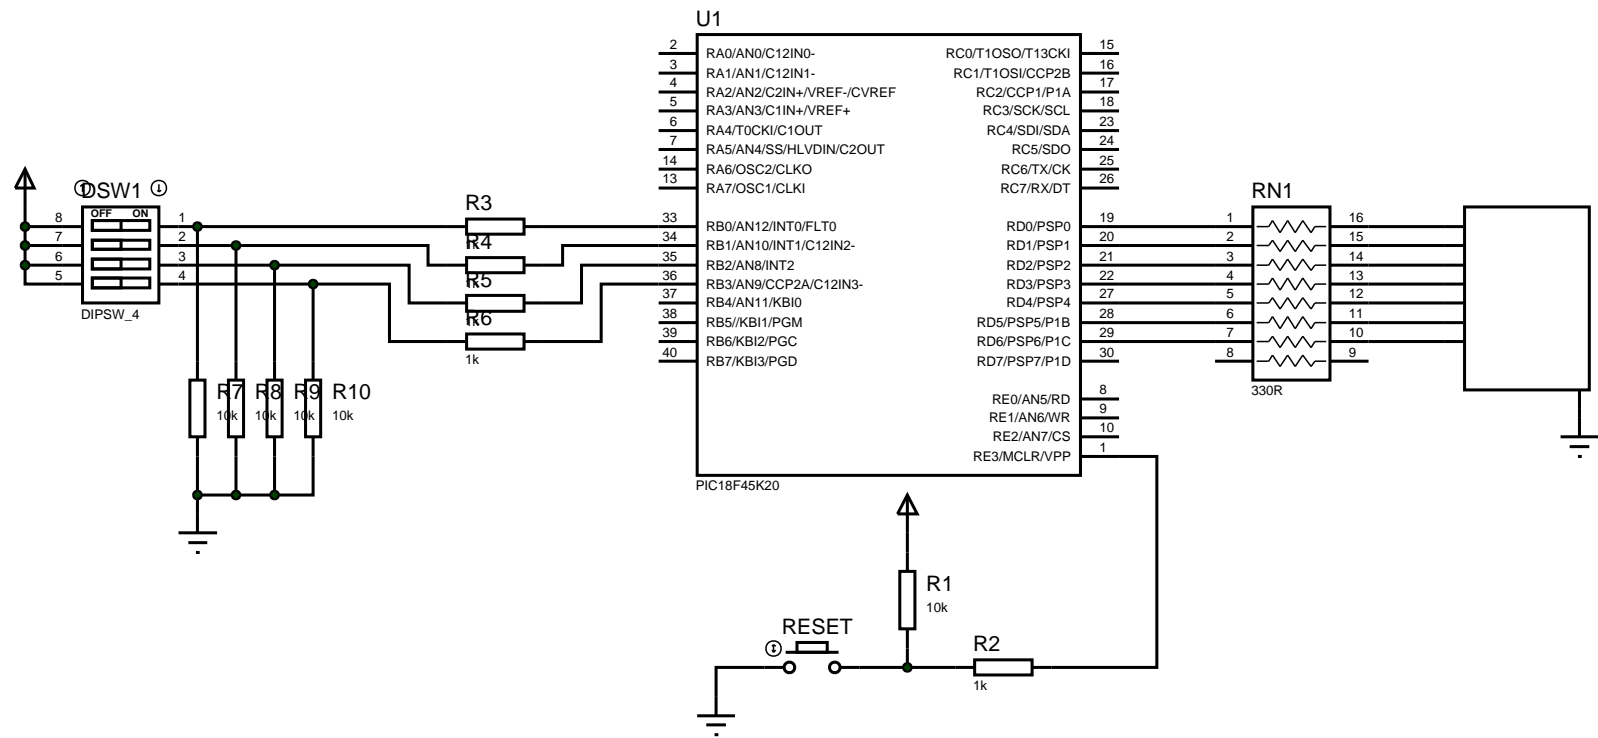 U1
2 RA0/AN0/C12IN0- RC0/T1OSO/T13CKI 15
3 RA1/AN1/C12IN1- RC1/T1OSI/CCP2B 16
4 RA2/AN2/C2IN+/VREF-/CVREF RC2/CCP1/P1A 17
5 RA3/AN3/C1IN+/VREF+ RC3/SCK/SCL 18
6 RA4/T0CKI/C1OUT RC4/SDI/SDA 23
7 RA5/AN4/SS/HLVDIN/C2OUT RC5/SDO 24
14 RA6/OSC2/CLKO RC6/TX/CK 25
13 RA7/OSC1/CLKI RC7/RX/DT 26
DSW1 R3 RN1
OFF ON
8 1 33 RB0/AN12/INT0/FLT0 RD0/PSP0 19 1 16
7 2 1k R4 34 RB1/AN10/INT1/C12IN2- RD1/PSP1 20 2 15
6 3 35 RB2/AN8/INT2 RD2/PSP2 21 3 14
5 4 1k R5 36 RB3/AN9/CCP2A/C12IN3- RD3/PSP3 22 4 13
37 RB4/AN11/KBI0 RD4/PSP4 27 5 12
DIPSW_4 1k R6 38 RB5//KBI1/PGM RD5/PSP5/P1B 28 6 11
39 RB6/KBI2/PGC RD6/PSP6/P1C 29 7 10
1k 40 RB7/KBI3/PGD RD7/PSP7/P1D 30 8 9
R7 R8 R9 R10 RE0/AN5/RD 8 330R
10k 10k 10k 10k RE1/AN6/WR 9
RE2/AN7/CS 10
RE3/MCLR/VPP 1
PIC18F45K20
R1
10k
RESET R2
1k